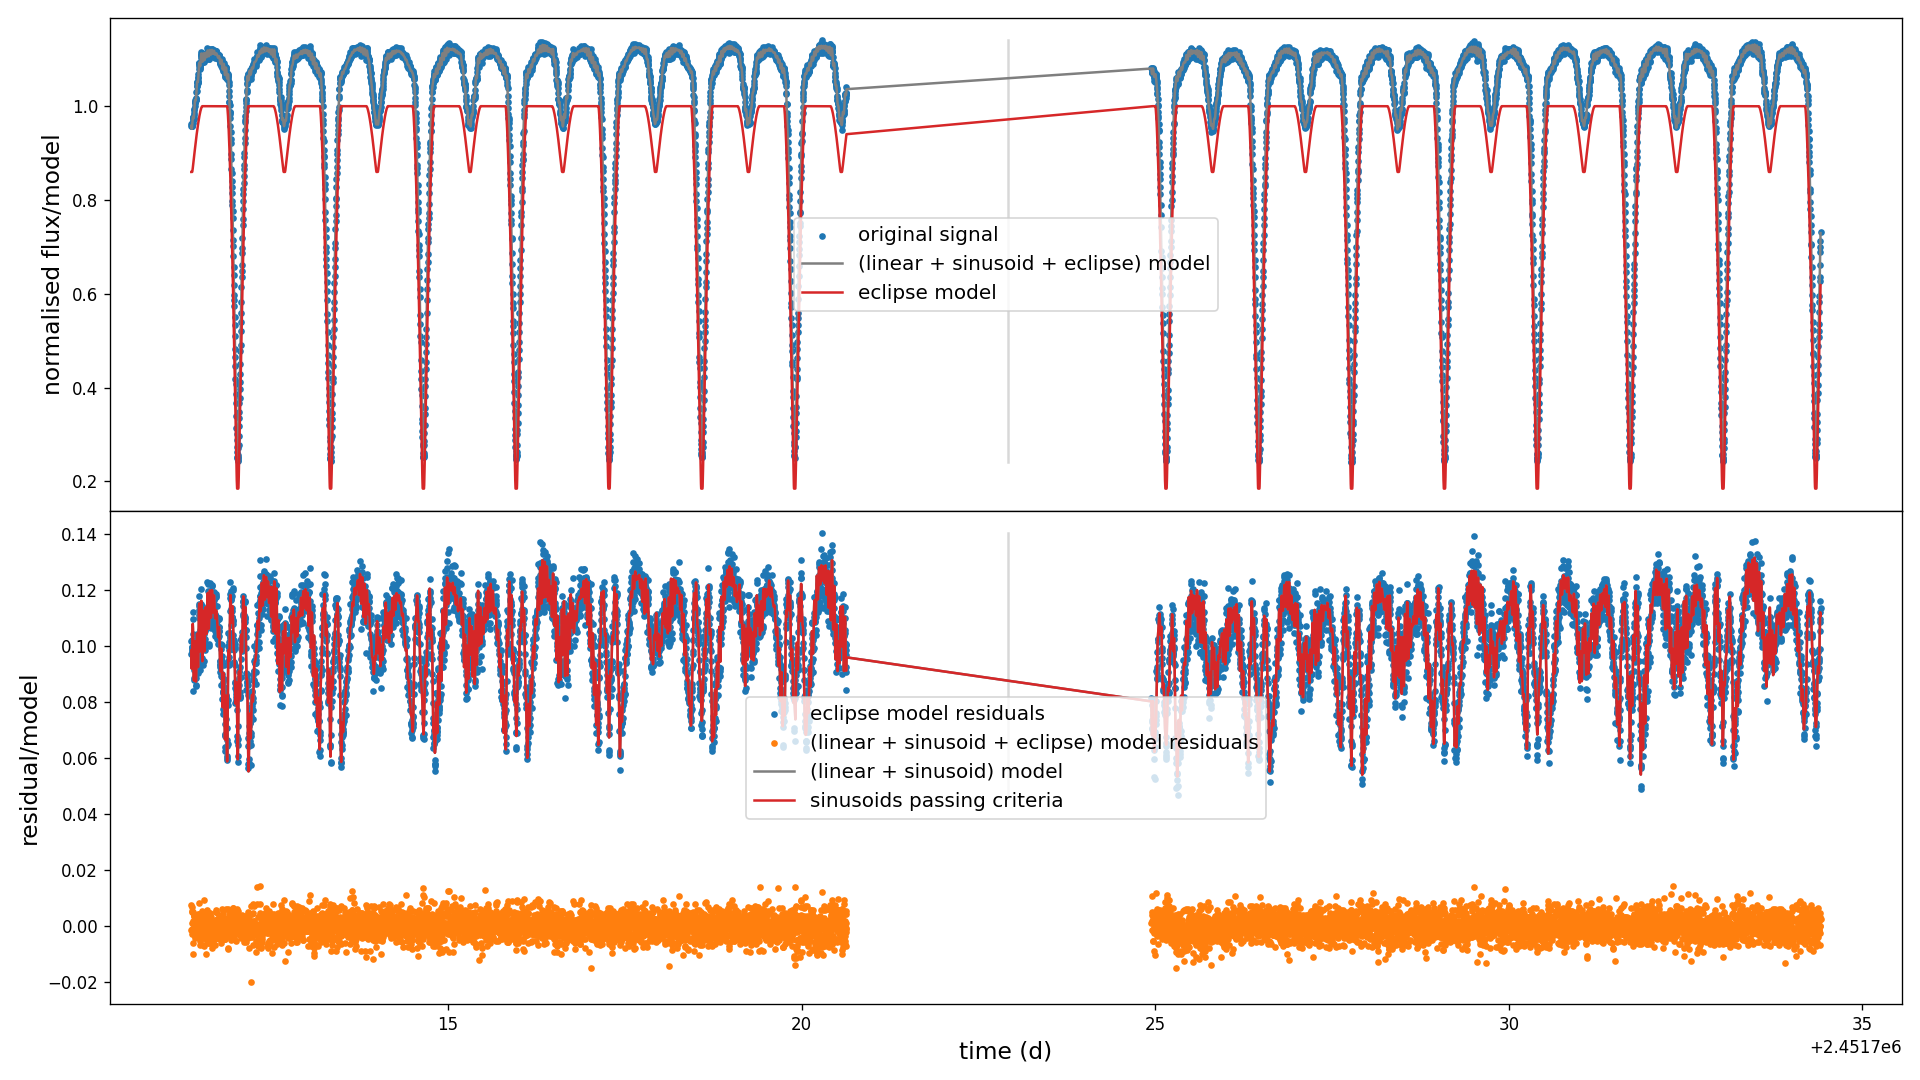 normalised flux/model
1.0
0.8
0.6
0.4
0.2
original signal
(linear + sinusoid + eclipse) model
eclipse model
residual/model
0.14
0.12
0.10
0.08
0.06
0.04
0.02
0.00
−0.02
eclipse model residuals
(linear + sinusoid + eclipse) model residuals
(linear + sinusoid) model
sinusoids passing criteria
15
20
25
30
35
time (d)
+2.4517e6